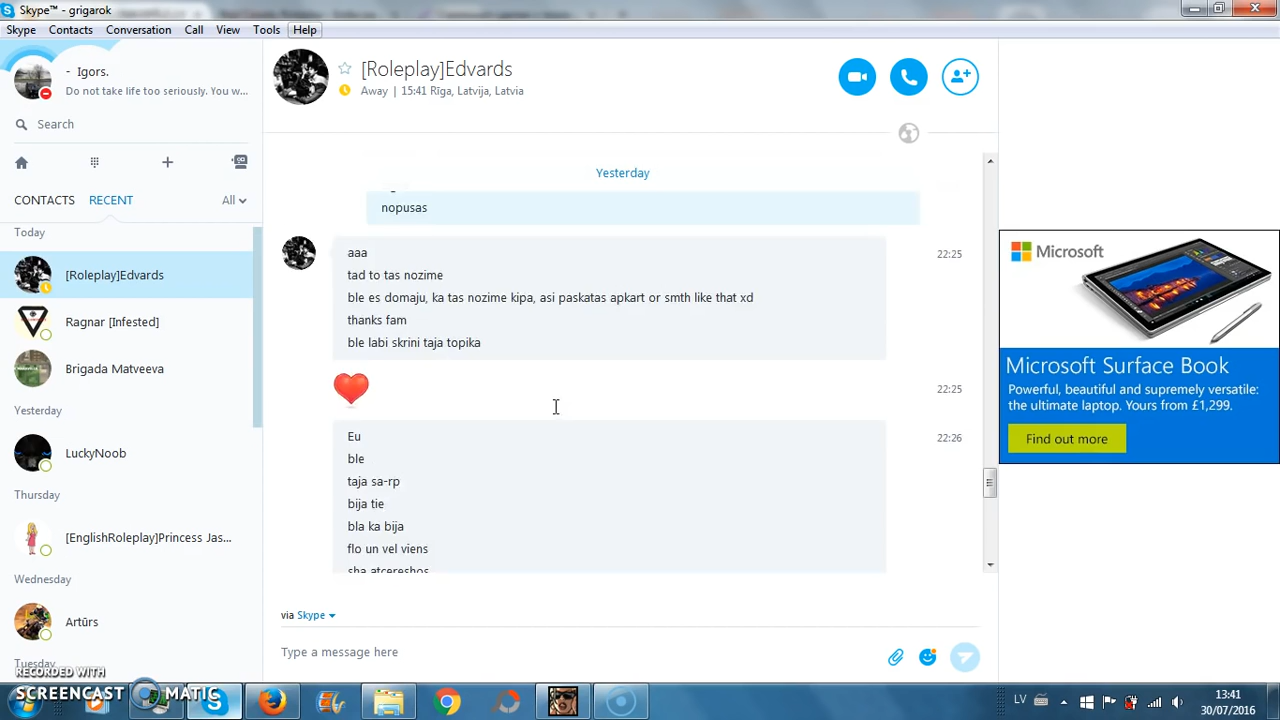 Skype™ - grigarok
Skype Contacts Conversation Call View Tools Help
- Igors.
Do not take life too seriously. You w...
Search
CONTACTS RECENT All
Today
[Roleplay]Edvards
Ragnar [Infested]
Brigada Matveeva
Yesterday
LuckyNoob
Thursday
[EnglishRoleplay]Princess Jas...
Wednesday
Artūrs
Tuesday
[Roleplay]Edvards
Away | 15:41 Rīga, Latvija, Latvia
Yesterday
nopusas
aaa 22:25
tad to tas nozime
ble es domaju, ka tas nozime kipa, asi paskatas apkart or smth like that xd
thanks fam
ble labi skrini taja topika
22:25
Eu 22:26
ble
taja sa-rp
bija tie
bla ka bija
flo un vel viens
sha atcereshos
via Skype
Type a message here
Microsoft
Microsoft Surface Book
Powerful, beautiful and supremely versatile:
the ultimate laptop. Yours from £1,299.
Find out more
RECORDED WITH
SCREENCAST MATIC
LV
13:41
30/07/2016